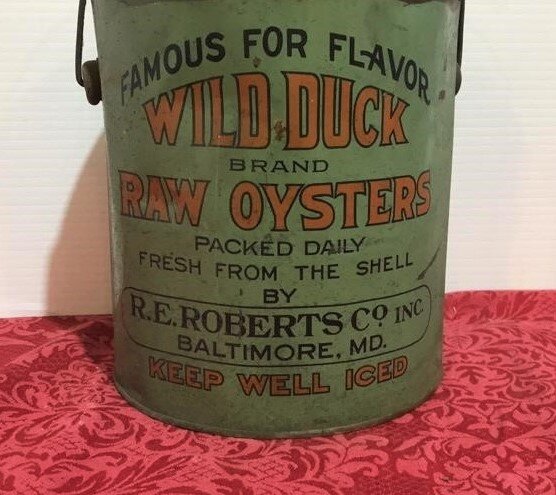 FAMOUS FOR FLAVOR
WILD DUCK
BRAND
RAW OYSTERS
PACKED DAILY
FRESH FROM THE SHELL
BY
R.E. ROBERTS CO INC
BALTIMORE, MD.
KEEP WELL ICED